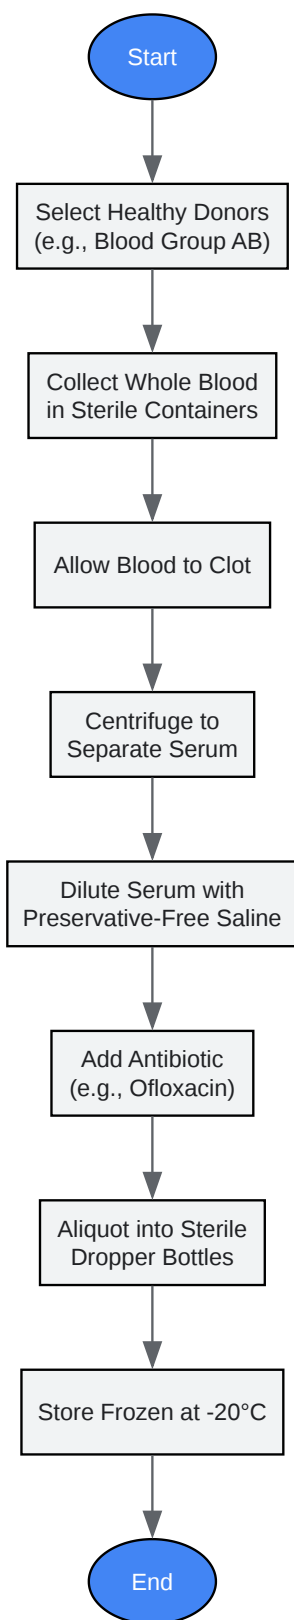 Start
Select Healthy Donors
(e.g., Blood Group AB)
Collect Whole Blood
in Sterile Containers
Allow Blood to Clot
Centrifuge to
Separate Serum
Dilute Serum with
Preservative-Free Saline
Add Antibiotic
(e.g., Ofloxacin)
Aliquot into Sterile
Dropper Bottles
Store Frozen at -20°C
End